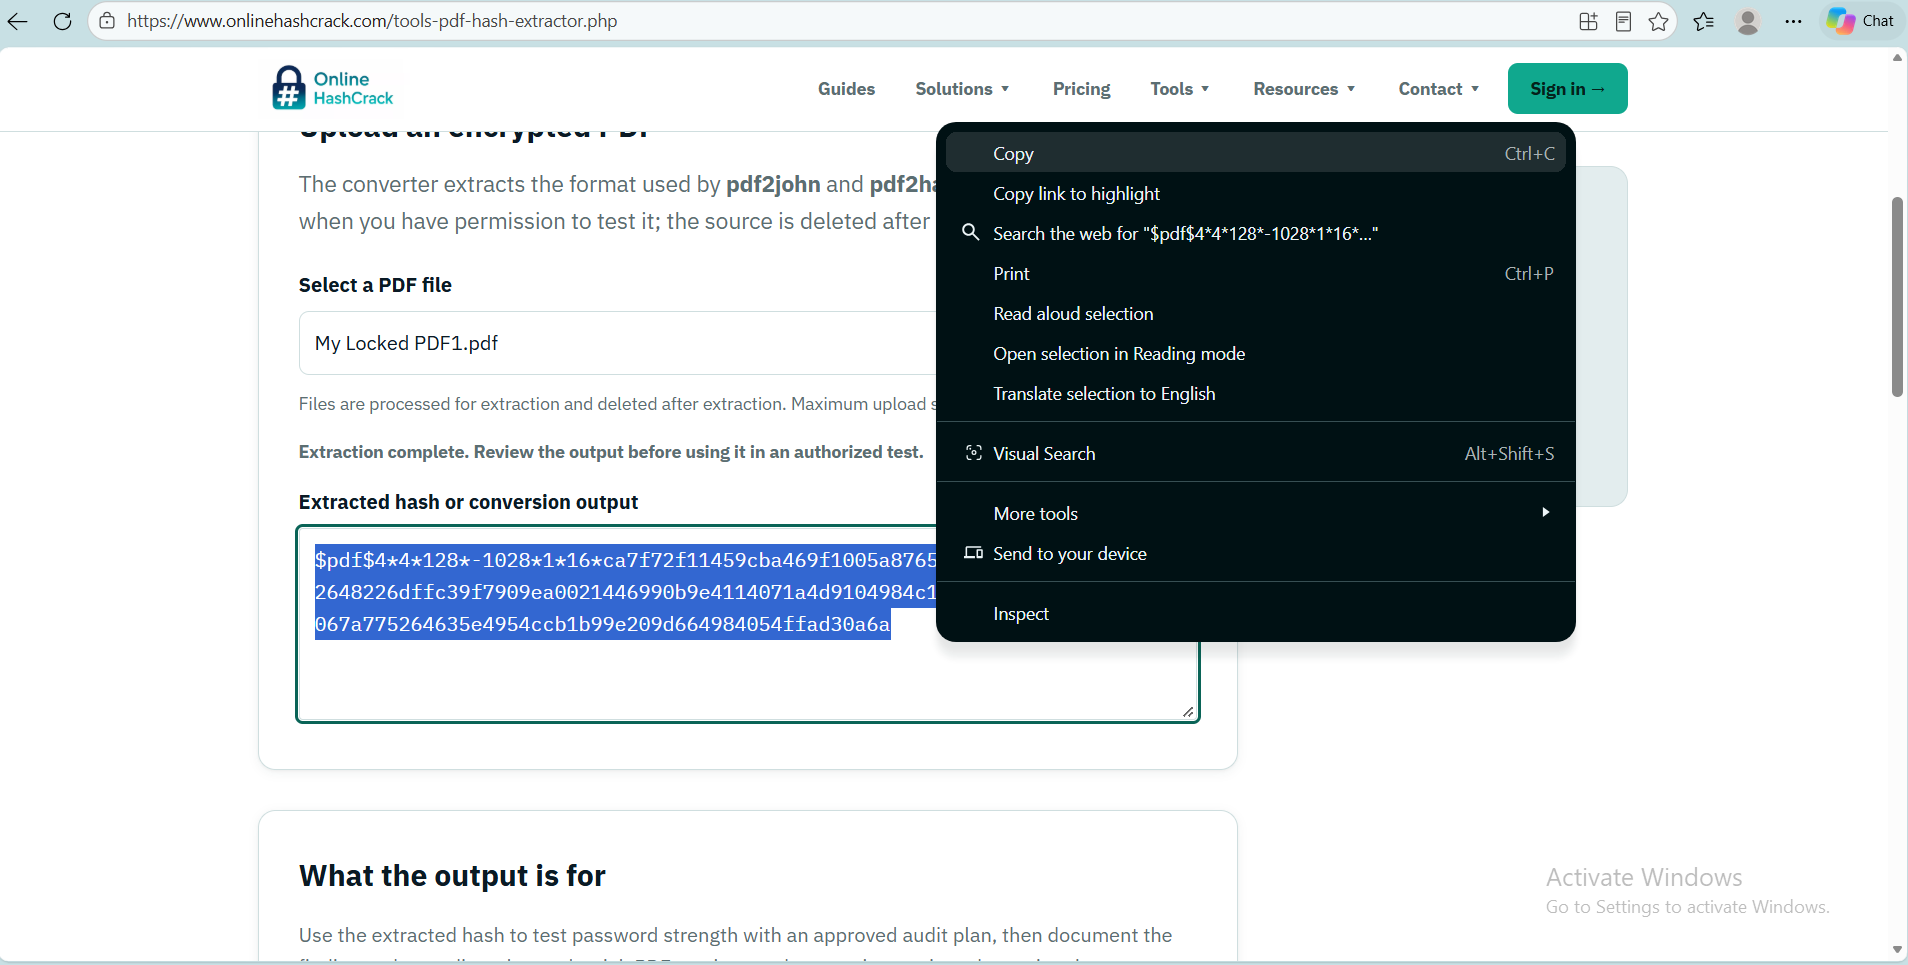 https://www.onlinehashcrack.com/tools-pdf-hash-extractor.php
Chat
Online
HashCrack
Guides
Solutions
Pricing
Tools
Resources
Contact
Sign in →
Upload an encrypted PDF
The converter extracts the format used by pdf2john and
when you have permission to test it; the source is deleted after
Select a PDF file
My Locked PDF1.pdf
Files are processed for extraction and deleted after extraction. Maximum upload
Extraction complete. Review the output before using it in an authorized test.
Extracted hash or conversion output
$pdf$4*4*128*-1028*1*16*ca7f72f11459cba469f1005a8765
2648226dffc39f7909ea0021446990b9e4114071a4d9104984c1
067a775264635e4954ccb1b99e209d664984054ffad30a6a
Copy Ctrl+C
Copy link to highlight
Search the web for "$pdf$4*4*128*-1028*1*16*..."
Print Ctrl+P
Read aloud selection
Open selection in Reading mode
Translate selection to English
Visual Search Alt+Shift+S
More tools
Send to your device
Inspect
What the output is for
Use the extracted hash to test password strength with an approved audit plan, then document the
Activate Windows
Go to Settings to activate Windows.